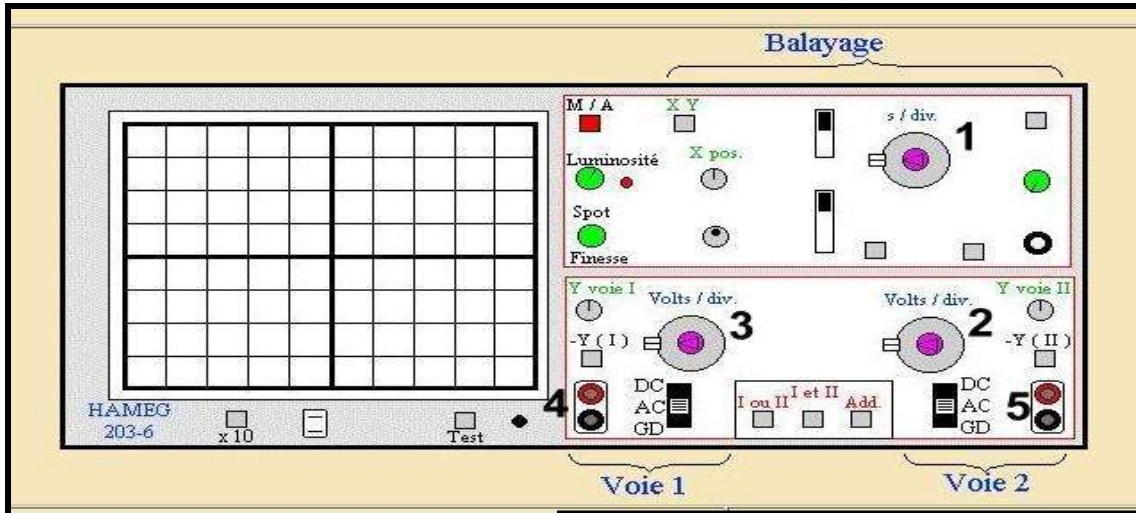 Balayage
M / A
X Y
s / div.
1
Luminosité
X pos.
Spot
Finesse
Y voie I
Volts / div.
3
Volts / div.
2
Y voie II
-Y ( I )
-Y ( II )
4
DC
AC
GD
I ou II
I et II
Add.
DC
AC
GD
5
HAMEG
203-6
x 10
Test
Voie 1
Voie 2